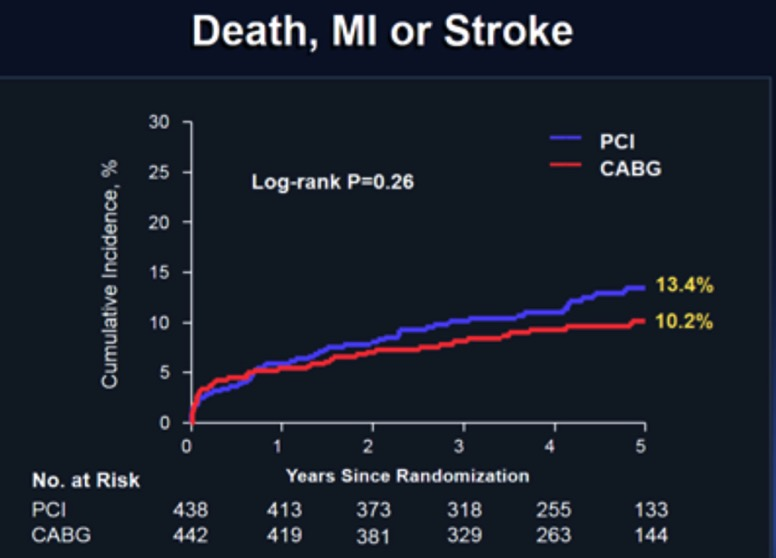 Death, MI or Stroke
30
25
20
15
10
5
0
Cumulative Incidence, %
Log-rank P=0.26
PCI
CABG
13.4%
10.2%
0 1 2 3 4 5
Years Since Randomization
No. at Risk
PCI 438 413 373 318 255 133
CABG 442 419 381 329 263 144